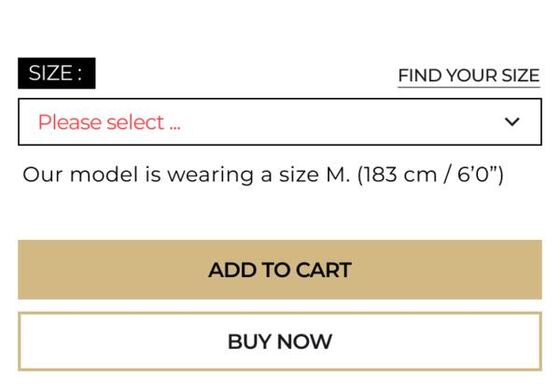 SIZE :
FIND YOUR SIZE
Please select ...
Our model is wearing a size M. (183 cm / 6’0”)
ADD TO CART
BUY NOW